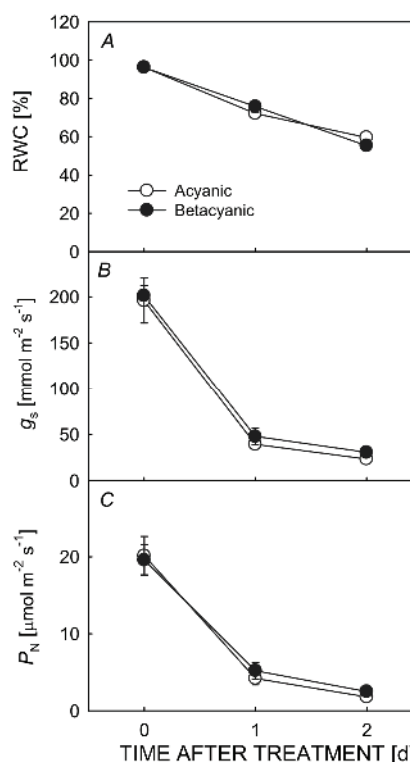 120
A
100
80
60
40
20
0
RWC [%]
Acyanic
Betacyanic
B
200
150
100
50
0
gₛ [mmol m⁻² s⁻¹]
C
20
10
0
P_N [μmol m⁻² s⁻¹]
0 1 2
TIME AFTER TREATMENT [d